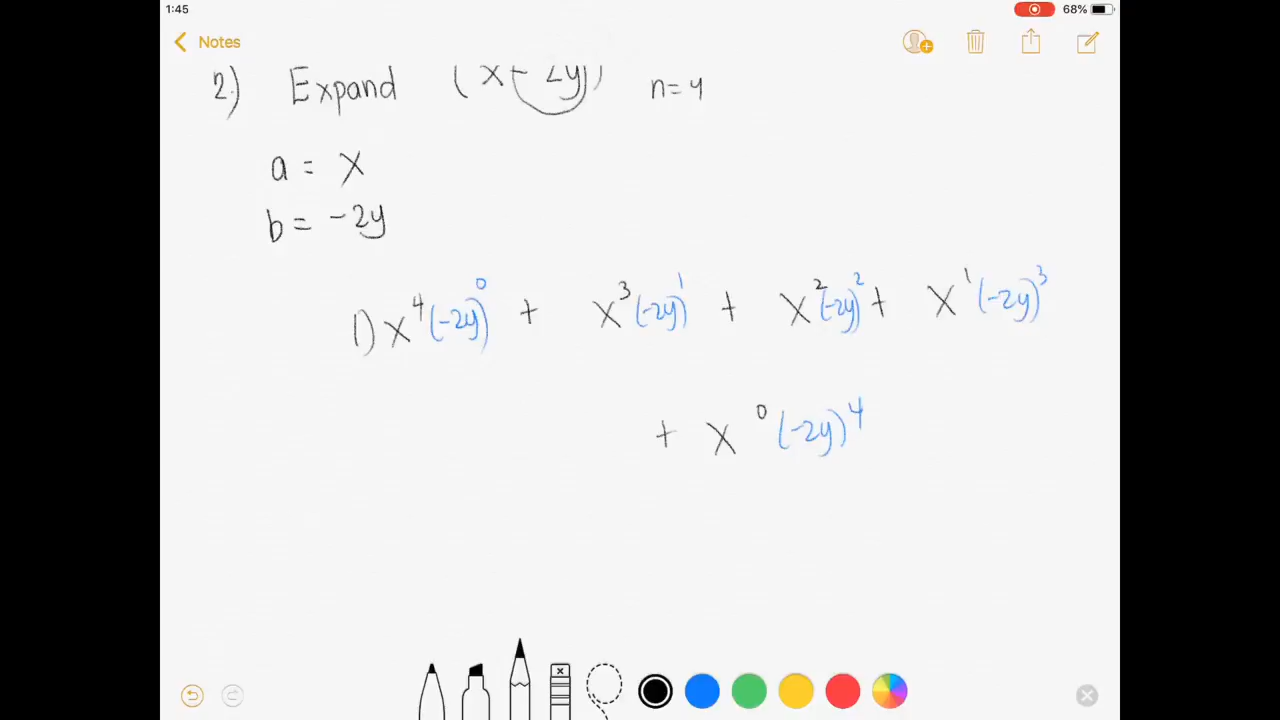 1:45 68%
Notes
2.) Expand (x - 2y) n=4
a = x
b = -2y
1) x⁴(-2y)⁰ + x³(-2y)¹ + x²(-2y)² + x¹(-2y)³
+ x⁰(-2y)⁴